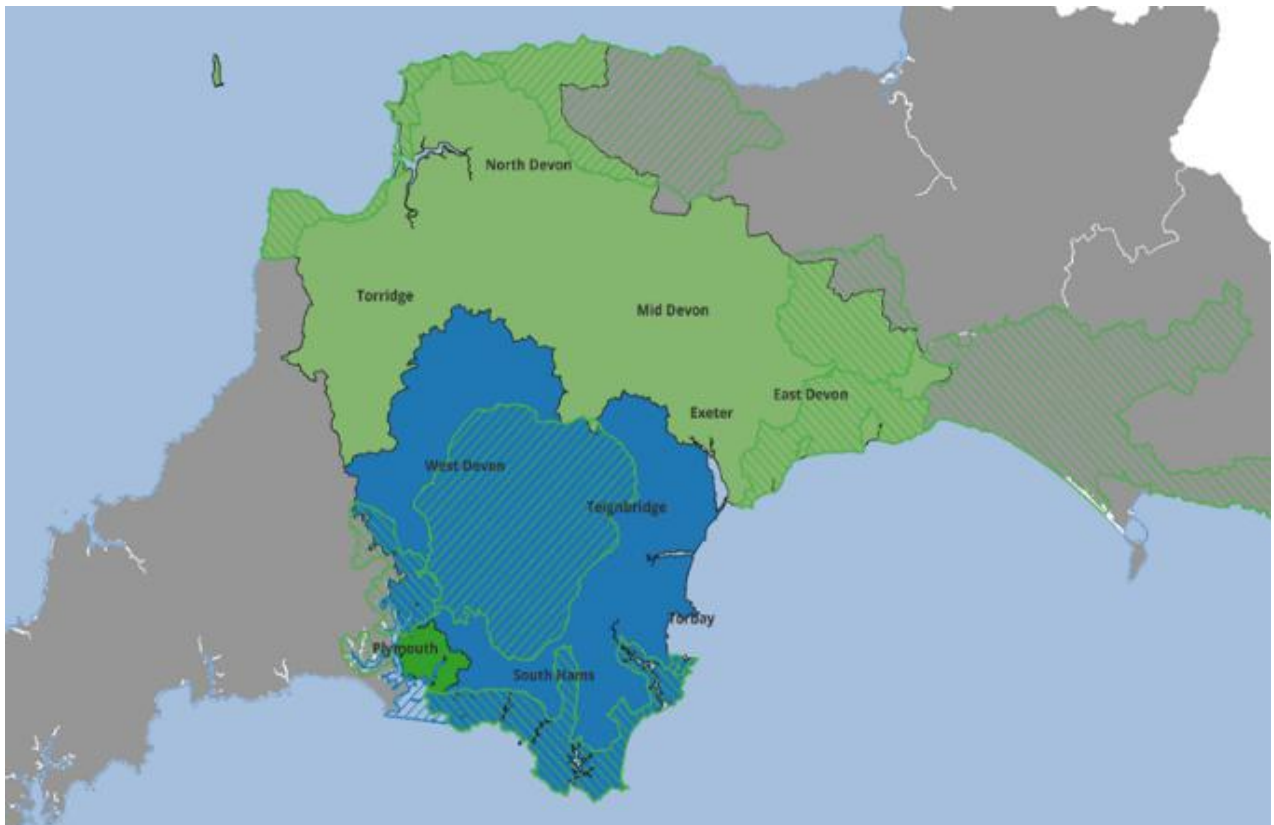 North Devon
Torridge
Mid Devon
East Devon
Exeter
West Devon
Teignbridge
Torbay
Plymouth
South Hams